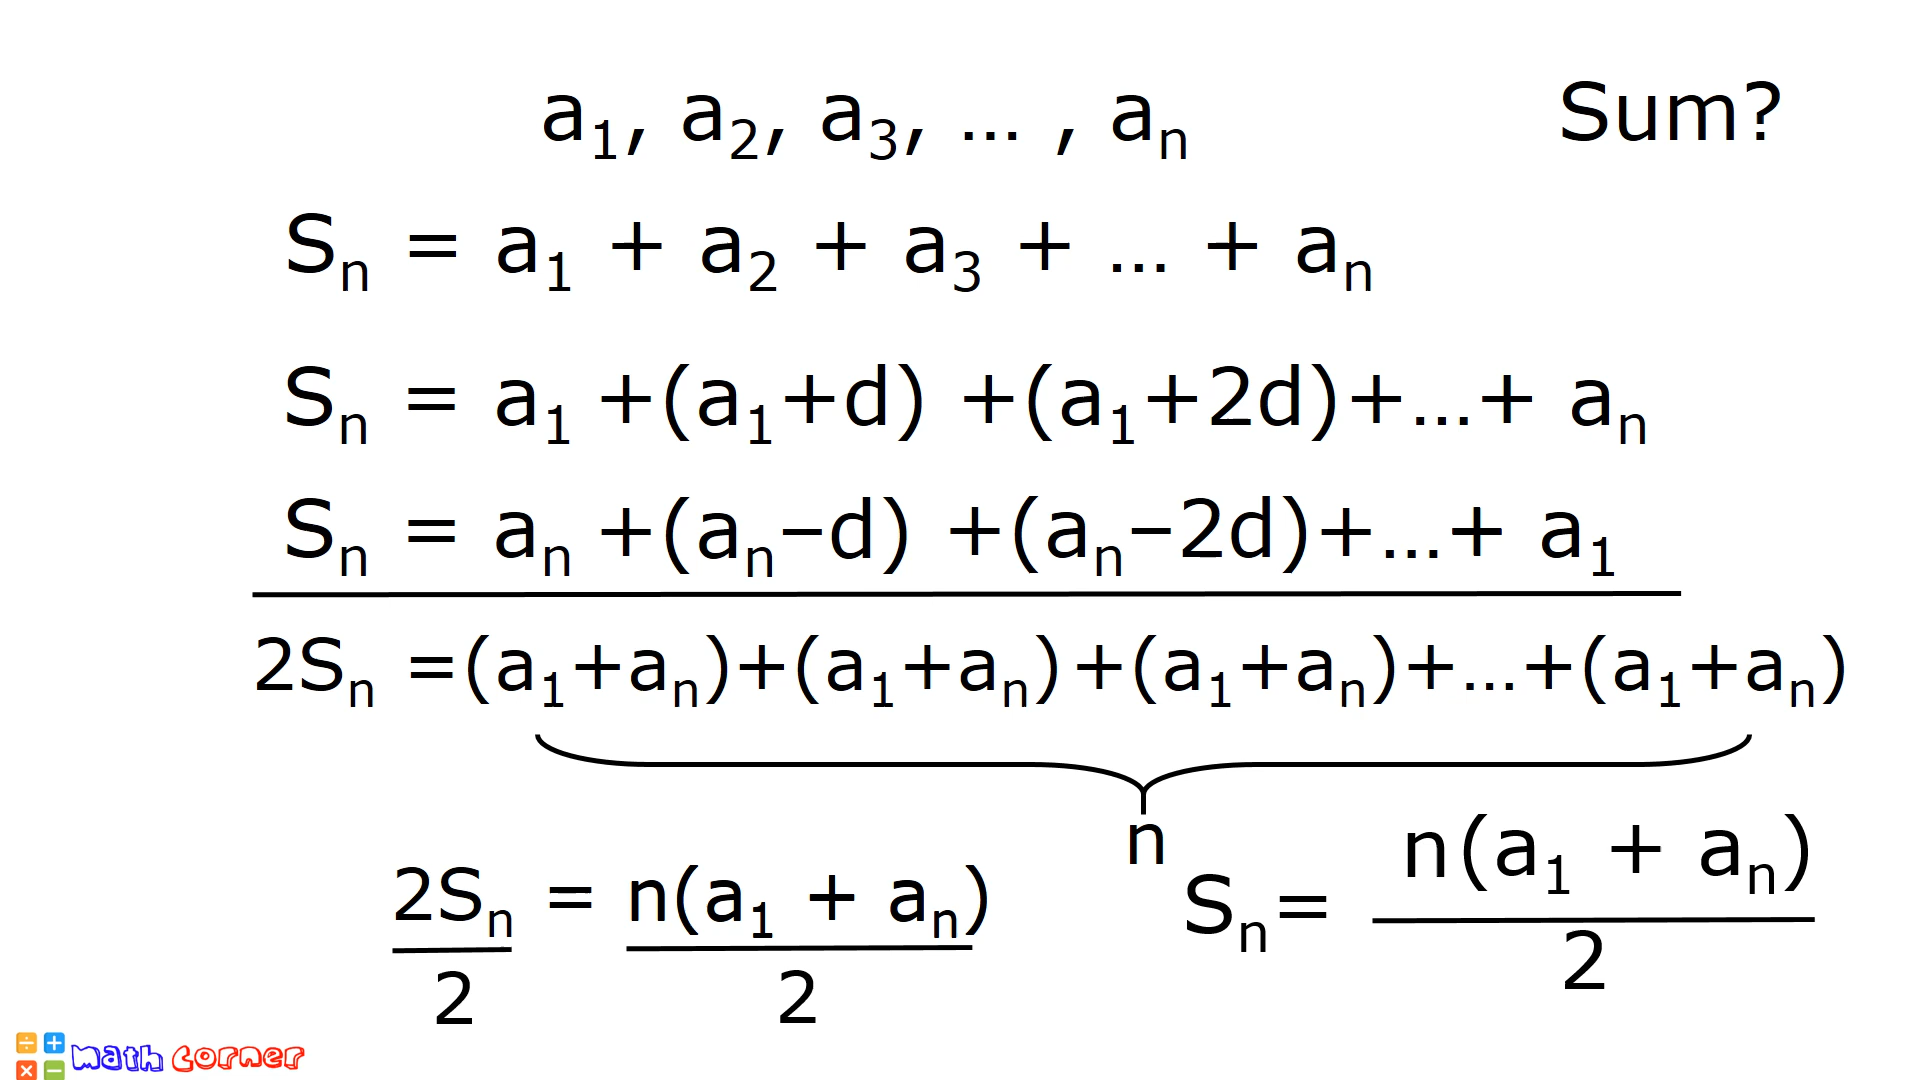 a₁, a₂, a₃, ... , aₙ
Sum?
Sₙ = a₁ + a₂ + a₃ + ... + aₙ
Sₙ = a₁ +(a₁+d) +(a₁+2d)+...+ aₙ
Sₙ = aₙ +(aₙ−d) +(aₙ−2d)+...+ a₁
2Sₙ =(a₁+aₙ)+(a₁+aₙ)+(a₁+aₙ)+...+(a₁+aₙ)
n
2Sₙ/2 = n(a₁ + aₙ)/2
Sₙ= n(a₁ + aₙ)/2
÷ + × − Math Corner